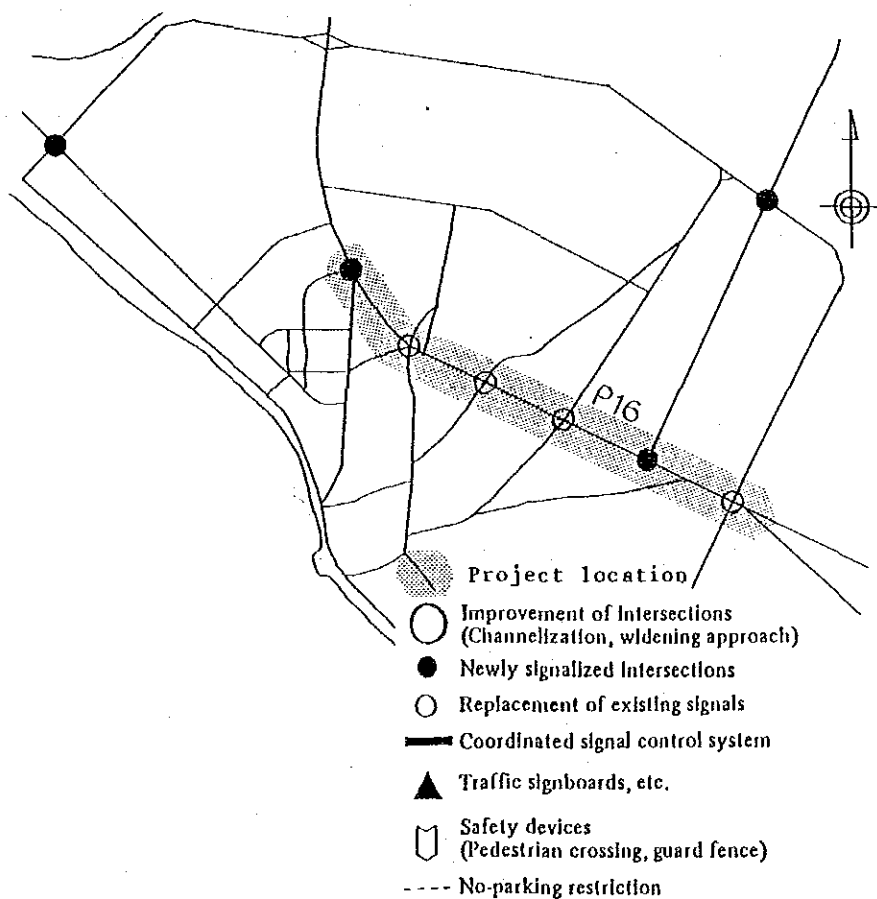 P16
Project location
Improvement of Intersections
(Channelization, widening approach)
Newly signalized Intersections
Replacement of existing signals
Coordinated signal control system
Traffic signboards, etc.
Safety devices
(Pedestrian crossing, guard fence)
No-parking restriction